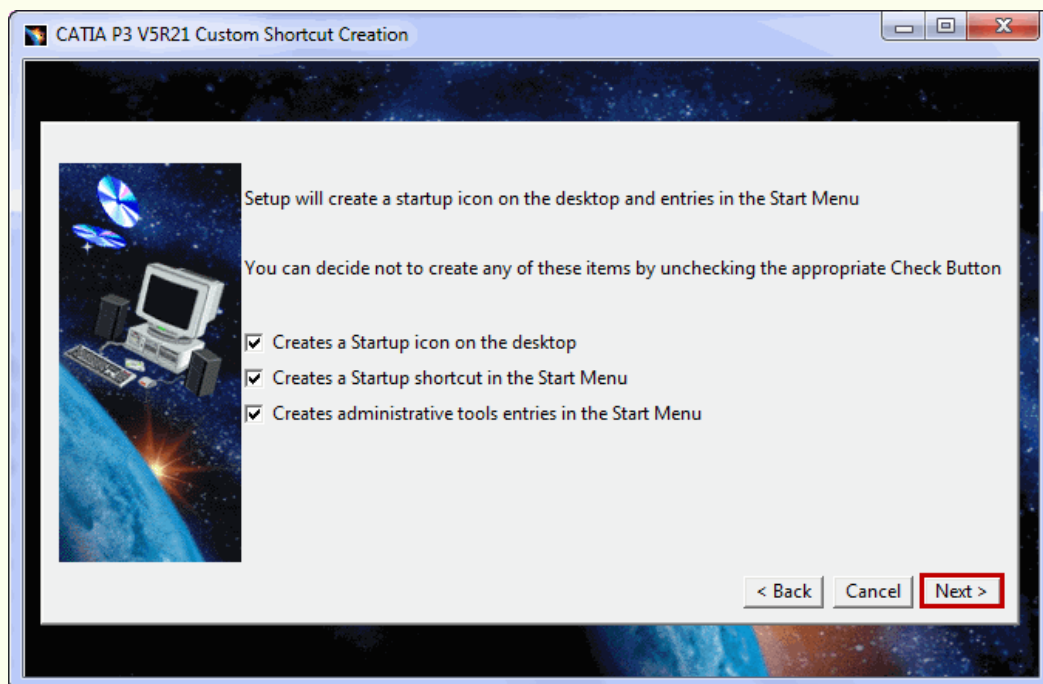 CATIA P3 V5R21 Custom Shortcut Creation
Setup will create a startup icon on the desktop and entries in the Start Menu
You can decide not to create any of these items by unchecking the appropriate Check Button
Creates a Startup icon on the desktop
Creates a Startup shortcut in the Start Menu
Creates administrative tools entries in the Start Menu
< Back Cancel Next >